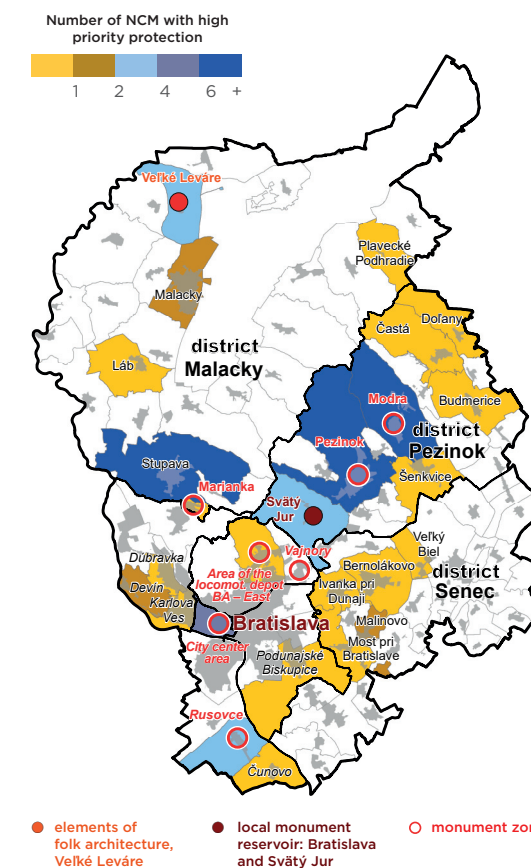 Number of NCM with high
priority protection
1 2 4 6 +
Veľké Leváre
Plavecké
Podhradie
Malacky
Doľany
Častá
district
Malacky
Láb
Budmerice
Modra
district
Pezinok
Pezinok
Stupava
Šenkvice
Marianka
Svätý
Jur
Veľký
Biel
Vajnory
Dúbravka
Bernolákovo
Area of the
locomot. depot
BA – East
district
Senec
Ivanka pri
Dunaji
Devín
Karlova
Ves
Malinovo
Bratislava
Most pri
Bratislave
City center
area
Podunajské
Biskupice
Rusovce
Čunovo
elements of
folk architecture,
Veľké Leváre
local monument
reservoir: Bratislava
and Svätý Jur
monument zon